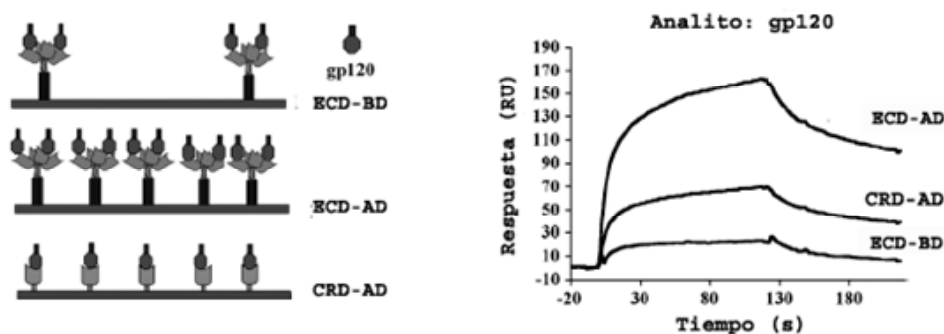 gp120
ECD-BD
ECD-AD
CRD-AD
Analito: gp120
Respuesta (RU)
190
170
150
130
110
90
70
50
30
10
-10
-20
30
80
130
180
Tiempo (s)
ECD-AD
CRD-AD
ECD-BD